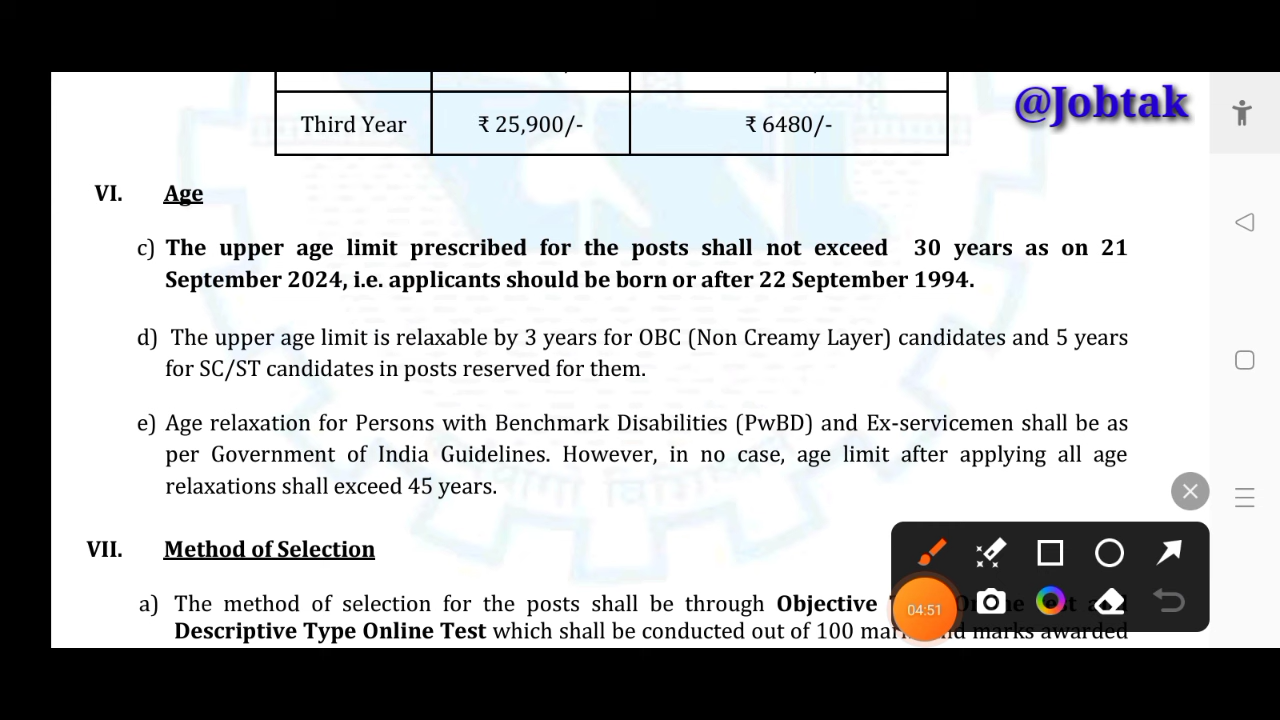 @Jobtak
Third Year ₹ 25,900/- ₹ 6480/-
VI. Age
c) The upper age limit prescribed for the posts shall not exceed 30 years as on 21
September 2024, i.e. applicants should be born or after 22 September 1994.
d) The upper age limit is relaxable by 3 years for OBC (Non Creamy Layer) candidates and 5 years
for SC/ST candidates in posts reserved for them.
e) Age relaxation for Persons with Benchmark Disabilities (PwBD) and Ex-servicemen shall be as
per Government of India Guidelines. However, in no case, age limit after applying all age
relaxations shall exceed 45 years.
VII. Method of Selection
a) The method of selection for the posts shall be through Objective
Descriptive Type Online Test which shall be conducted out of 100 marks awarded
04:51